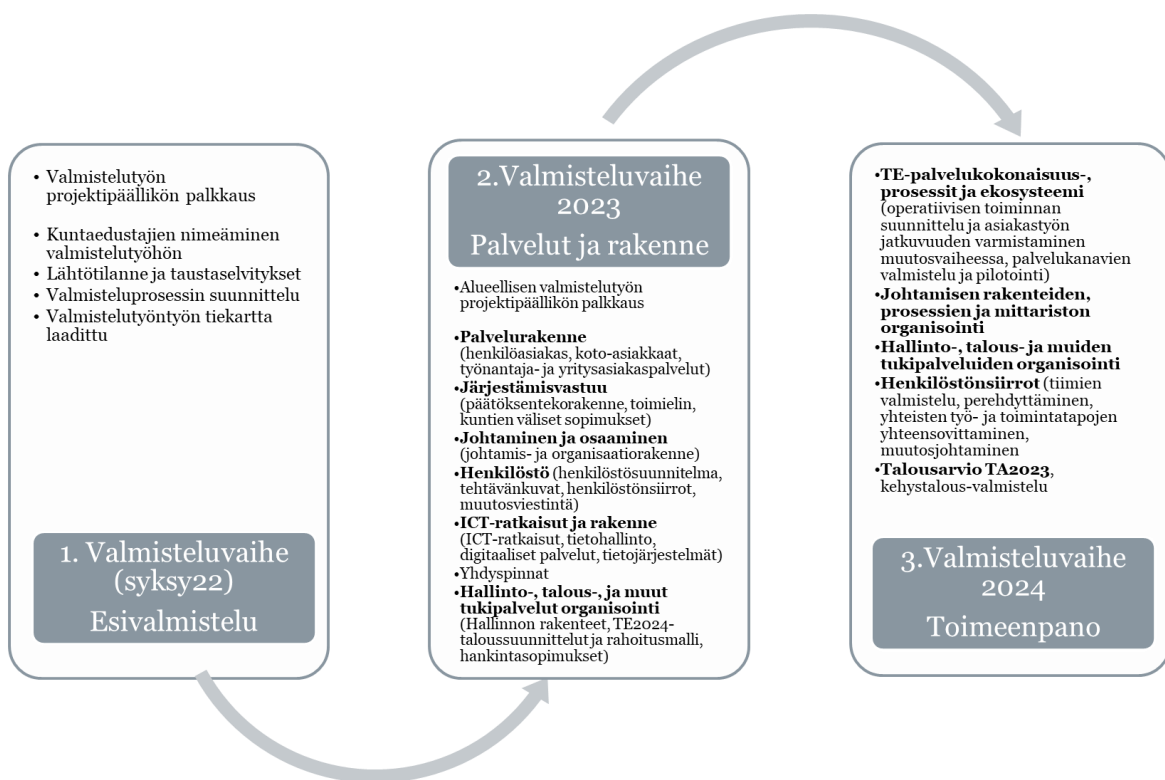 • Valmistelutyön
projektipäällikön palkkaus
• Kuntaedustajien nimeäminen
valmistelutyöhön
• Lähtötilanne ja taustaselvitykset
• Valmisteluprosessin suunnittelu
• Valmistelutyöntyön tiekartta
laadittu
1. Valmisteluvaihe
(syksy22)
Esivalmistelu
2.Valmisteluvaihe
2023
Palvelut ja rakenne
•Alueellisen valmistelutyön
projektipäällikön palkkaus
•Palvelurakenne
(henkilöasiakas, koto-asiakkaat,
työnantaja- ja yritysasiakaspalvelut)
•Järjestämisvastuu
(päätöksentekorakenne, toimielin,
kuntien väliset sopimukset)
•Johtaminen ja osaaminen
(johtamis- ja organisaatiorakenne)
•Henkilöstö (henkilöstösuunnitelma,
tehtävänkuvat, henkilöstönsiirrot,
muutosviestintä)
•ICT-ratkaisut ja rakenne
(ICT-ratkaisut, tietohallinto,
digitaaliset palvelut, tietojärjestelmät)
•Yhdyspinnat
•Hallinto-, talous-, ja muut
tukipalvelut organisointi
(Hallinnon rakenteet, TE2024-
taloussuunnittelut ja rahoitusmalli,
hankintasopimukset)
•TE-palvelukokonaisuus-,
prosessit ja ekosysteemi
(operatiivisen toiminnan
suunnittelu ja asiakastyön
jatkuvuuden varmistaminen
muutosvaiheessa, palvelukanavien
valmistelu ja pilotointi)
•Johtamisen rakenteiden,
prosessien ja mittariston
organisointi
•Hallinto-, talous- ja muiden
tukipalveluiden organisointi
•Henkilöstönsiirrot (tiimien
valmistelu, perehdyttäminen,
yhteisten työ- ja toimintatapojen
yhteensovittaminen,
muutosjohtaminen
•Talousarvio TA2023,
kehystalous-valmistelu
3.Valmisteluvaihe
2024
Toimeenpano